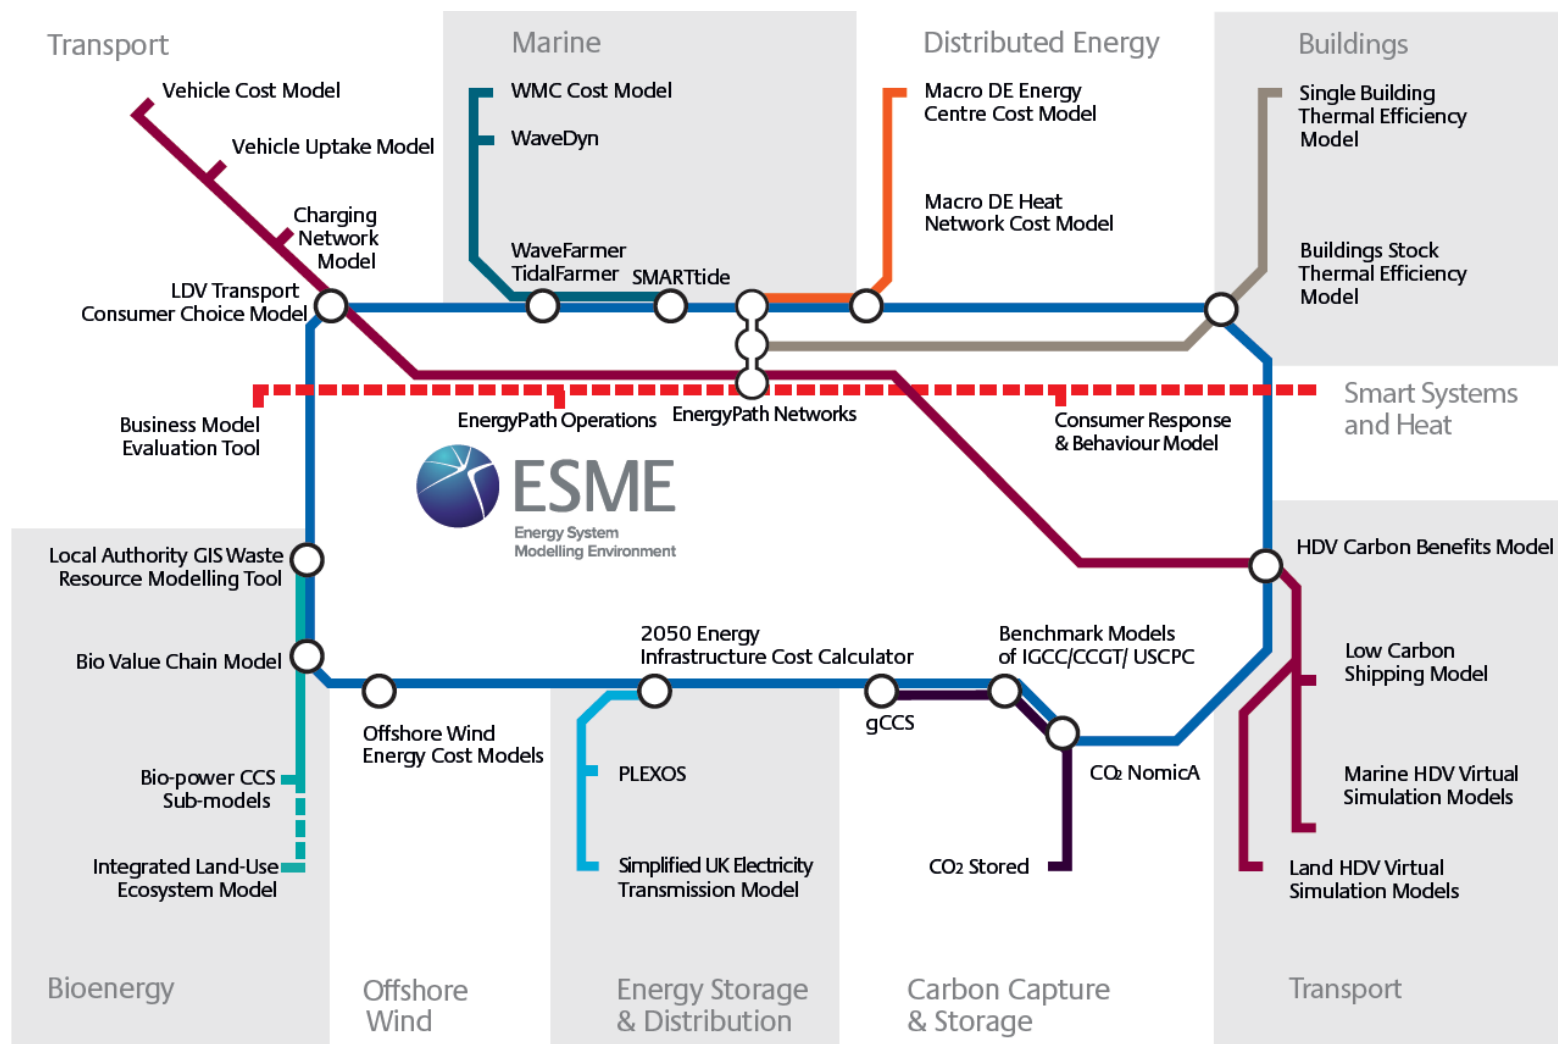 Transport
Marine
Distributed Energy
Buildings
Vehicle Cost Model
WMC Cost Model
Macro DE Energy
Centre Cost Model
Single Building
Thermal Efficiency
Model
Vehicle Uptake Model
WaveDyn
Charging
Network
Model
Macro DE Heat
Network Cost Model
WaveFarmer
TidalFarmer
SMARTtide
Buildings Stock
Thermal Efficiency
Model
LDV Transport
Consumer Choice Model
Smart Systems
and Heat
Business Model
Evaluation Tool
EnergyPath Operations
EnergyPath Networks
Consumer Response
& Behaviour Model
ESME
Energy System
Modelling Environment
Local Authority GIS Waste
Resource Modelling Tool
HDV Carbon Benefits Model
Bio Value Chain Model
2050 Energy
Infrastructure Cost Calculator
Benchmark Models
of IGCC/CCGT/ USCPC
Low Carbon
Shipping Model
Offshore Wind
Energy Cost Models
gCCS
Bio-power CCS
Sub-models
PLEXOS
CO2 NomicA
Marine HDV Virtual
Simulation Models
Integrated Land-Use
Ecosystem Model
Simplified UK Electricity
Transmission Model
CO2 Stored
Land HDV Virtual
Simulation Models
Bioenergy
Offshore
Wind
Energy Storage
& Distribution
Carbon Capture
& Storage
Transport